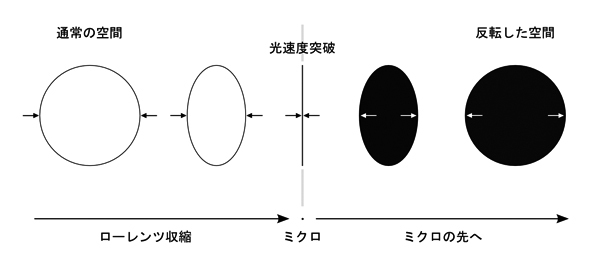 通常の空間
光速度突破
反転した空間
ローレンツ収縮
ミクロ
ミクロの先へ